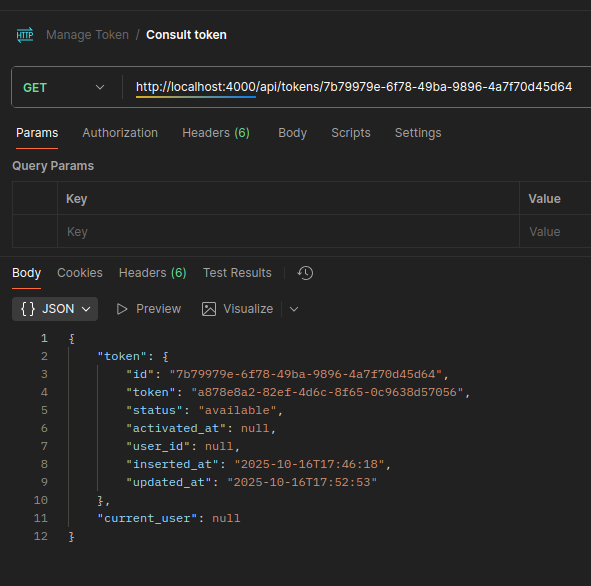 HTTP Manage Token / Consult token
GET http://localhost:4000/api/tokens/7b79979e-6f78-49ba-9896-4a7f70d45d64
Params Authorization Headers (6) Body Scripts Settings
Query Params
Key Value
Key Value
Body Cookies Headers (6) Test Results
{} JSON Preview Visualize
1 {
2 "token": {
3 "id": "7b79979e-6f78-49ba-9896-4a7f70d45d64",
4 "token": "a878e8a2-82ef-4d6c-8f65-0c9638d57056",
5 "status": "available",
6 "activated_at": null,
7 "user_id": null,
8 "inserted_at": "2025-10-16T17:46:18",
9 "updated_at": "2025-10-16T17:52:53"
10 },
11 "current_user": null
12 }